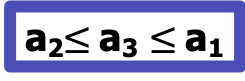 a₂≤ a₃ ≤ a₁